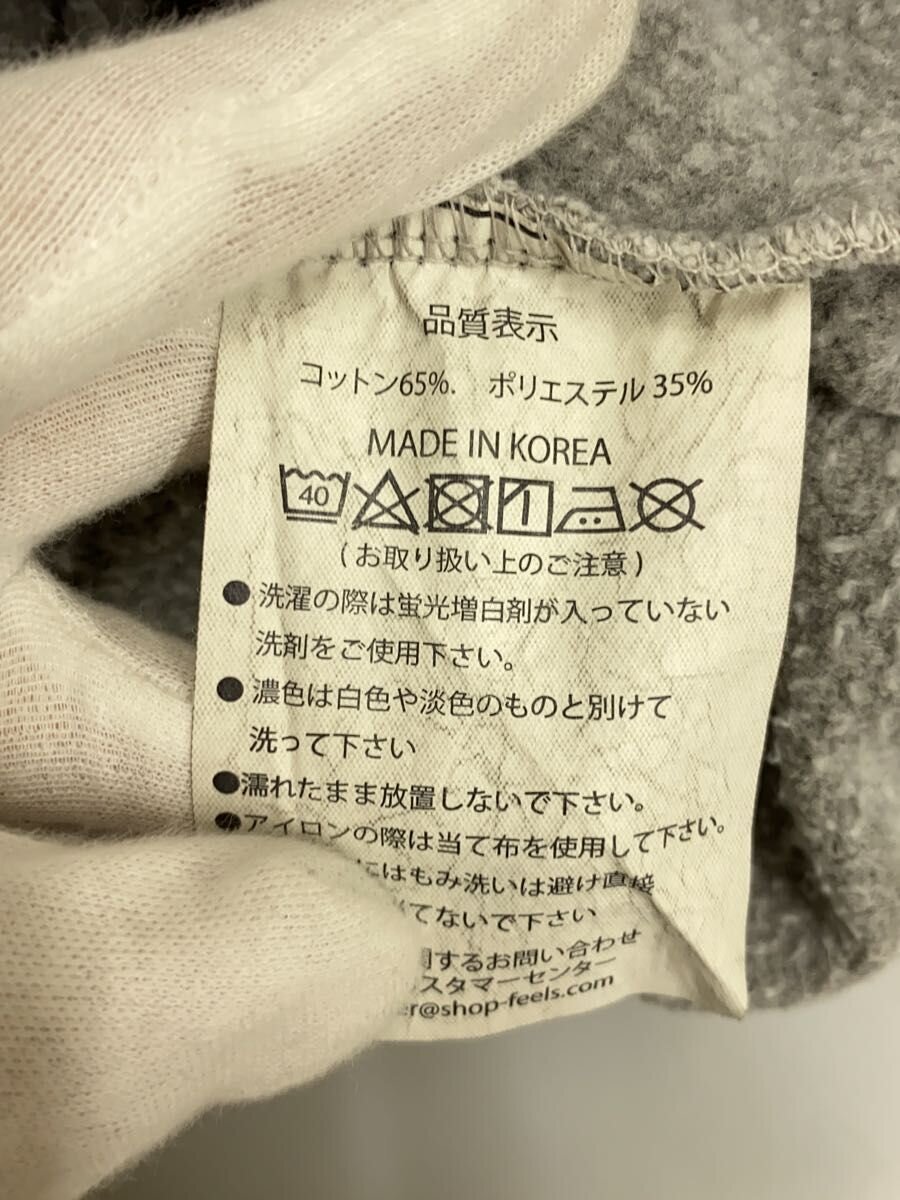 品質表示
コットン65%. ポリエステル 35%
MADE IN KOREA
40
(お取り扱い上のご注意)
●洗濯の際は蛍光増白剤が入っていない
洗剤をご使用下さい。
●濃色は白色や淡色のものと別けて
洗って下さい
●濡れたまま放置しないで下さい。
●アイロンの際は当て布を使用して下さい。
にはもみ洗いは避け直接
てないで下さい
するお問い合わせ
スタマーセンター
er@shop-feels.com